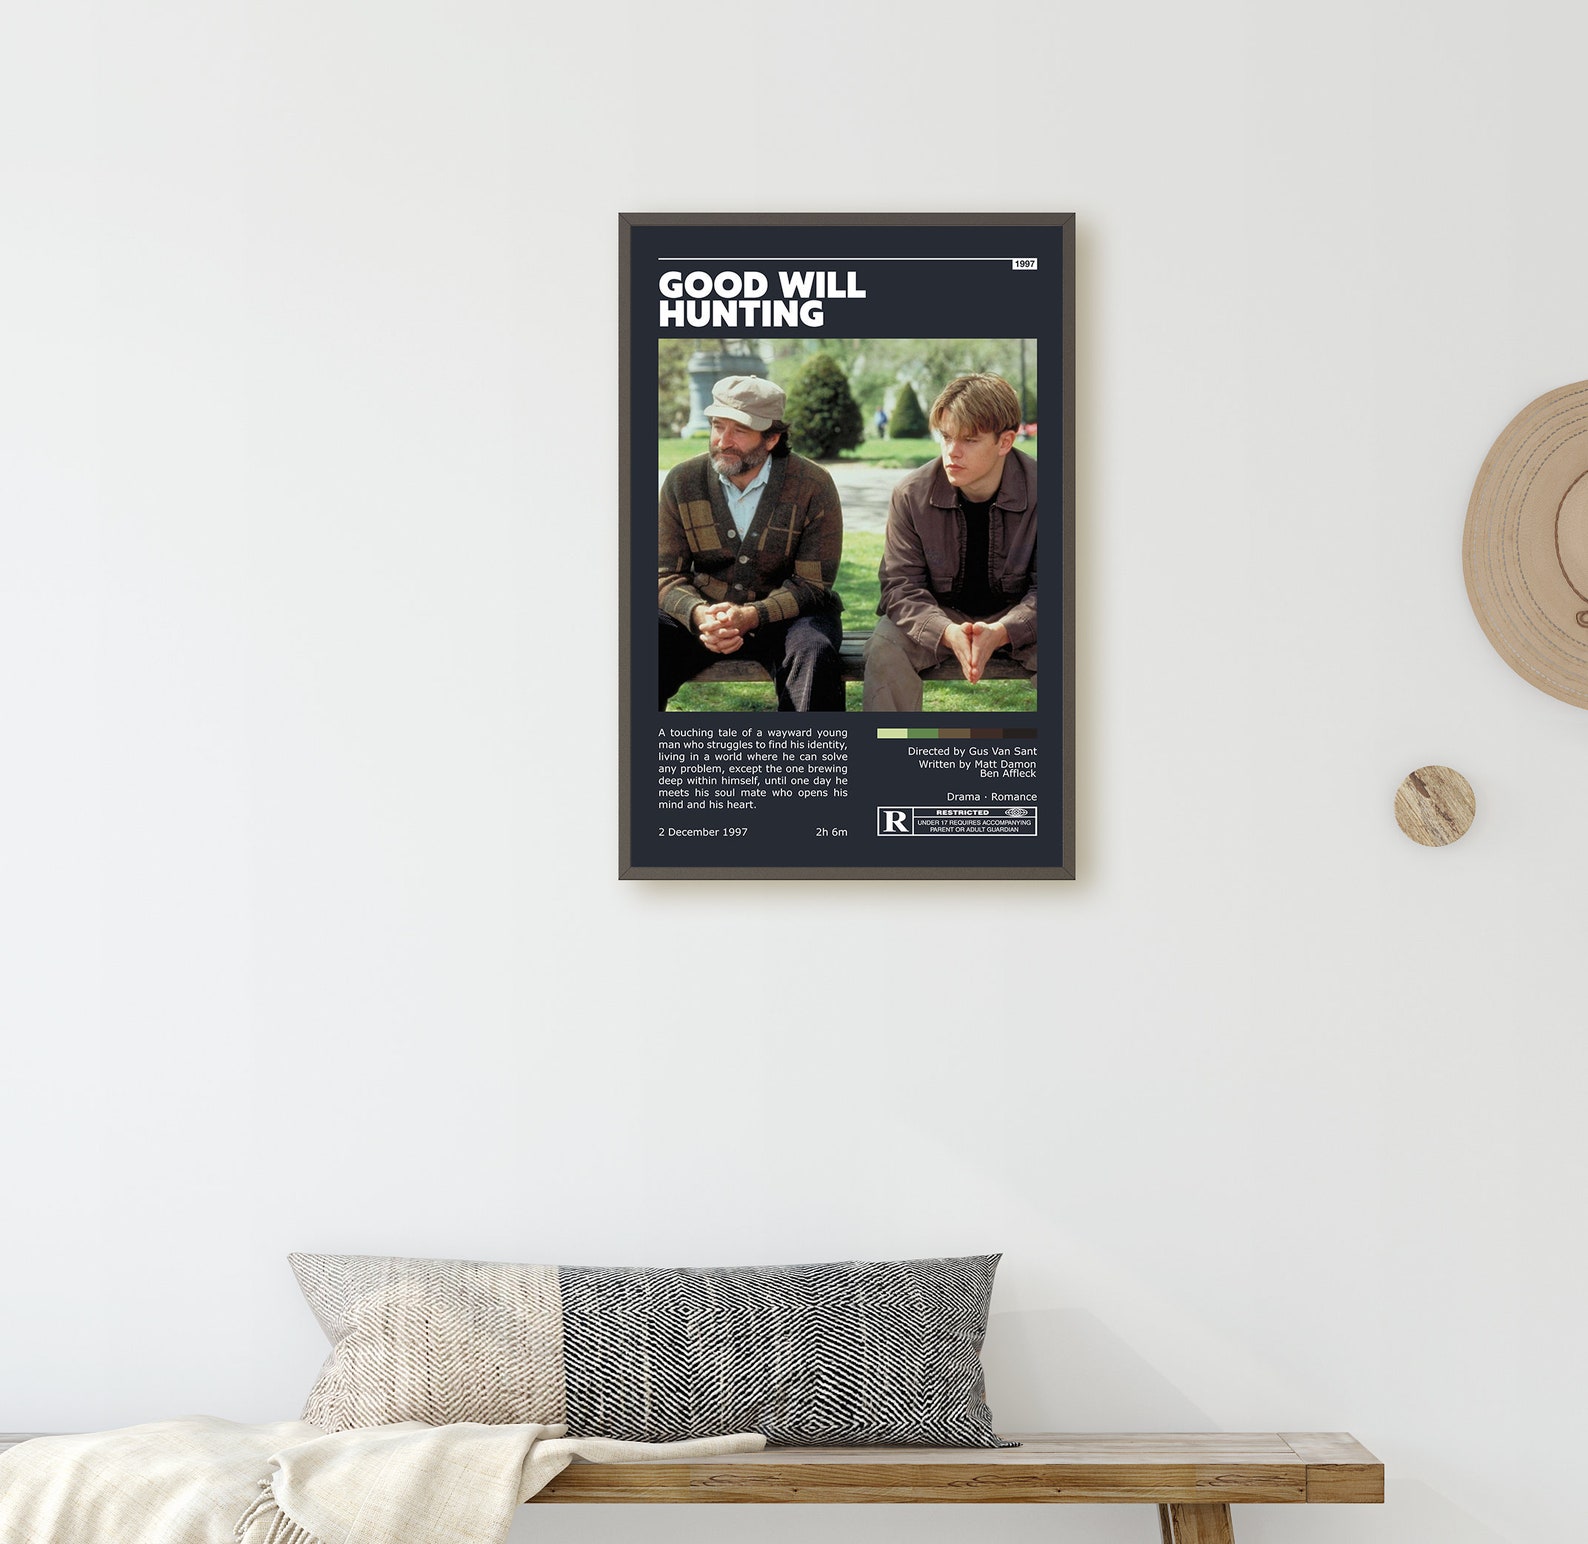 1997
GOOD WILL
HUNTING
A touching tale of a wayward young
man who struggles to find his identity,
living in a world where he can solve
any problem, except the one brewing
deep within himself, until one day he
meets his soul mate who opens his
mind and his heart.
2 December 1997
2h 6m
Directed by Gus Van Sant
Written by Matt Damon
Ben Affleck
Drama · Romance
R
RESTRICTED
UNDER 17 REQUIRES ACCOMPANYING
PARENT OR ADULT GUARDIAN